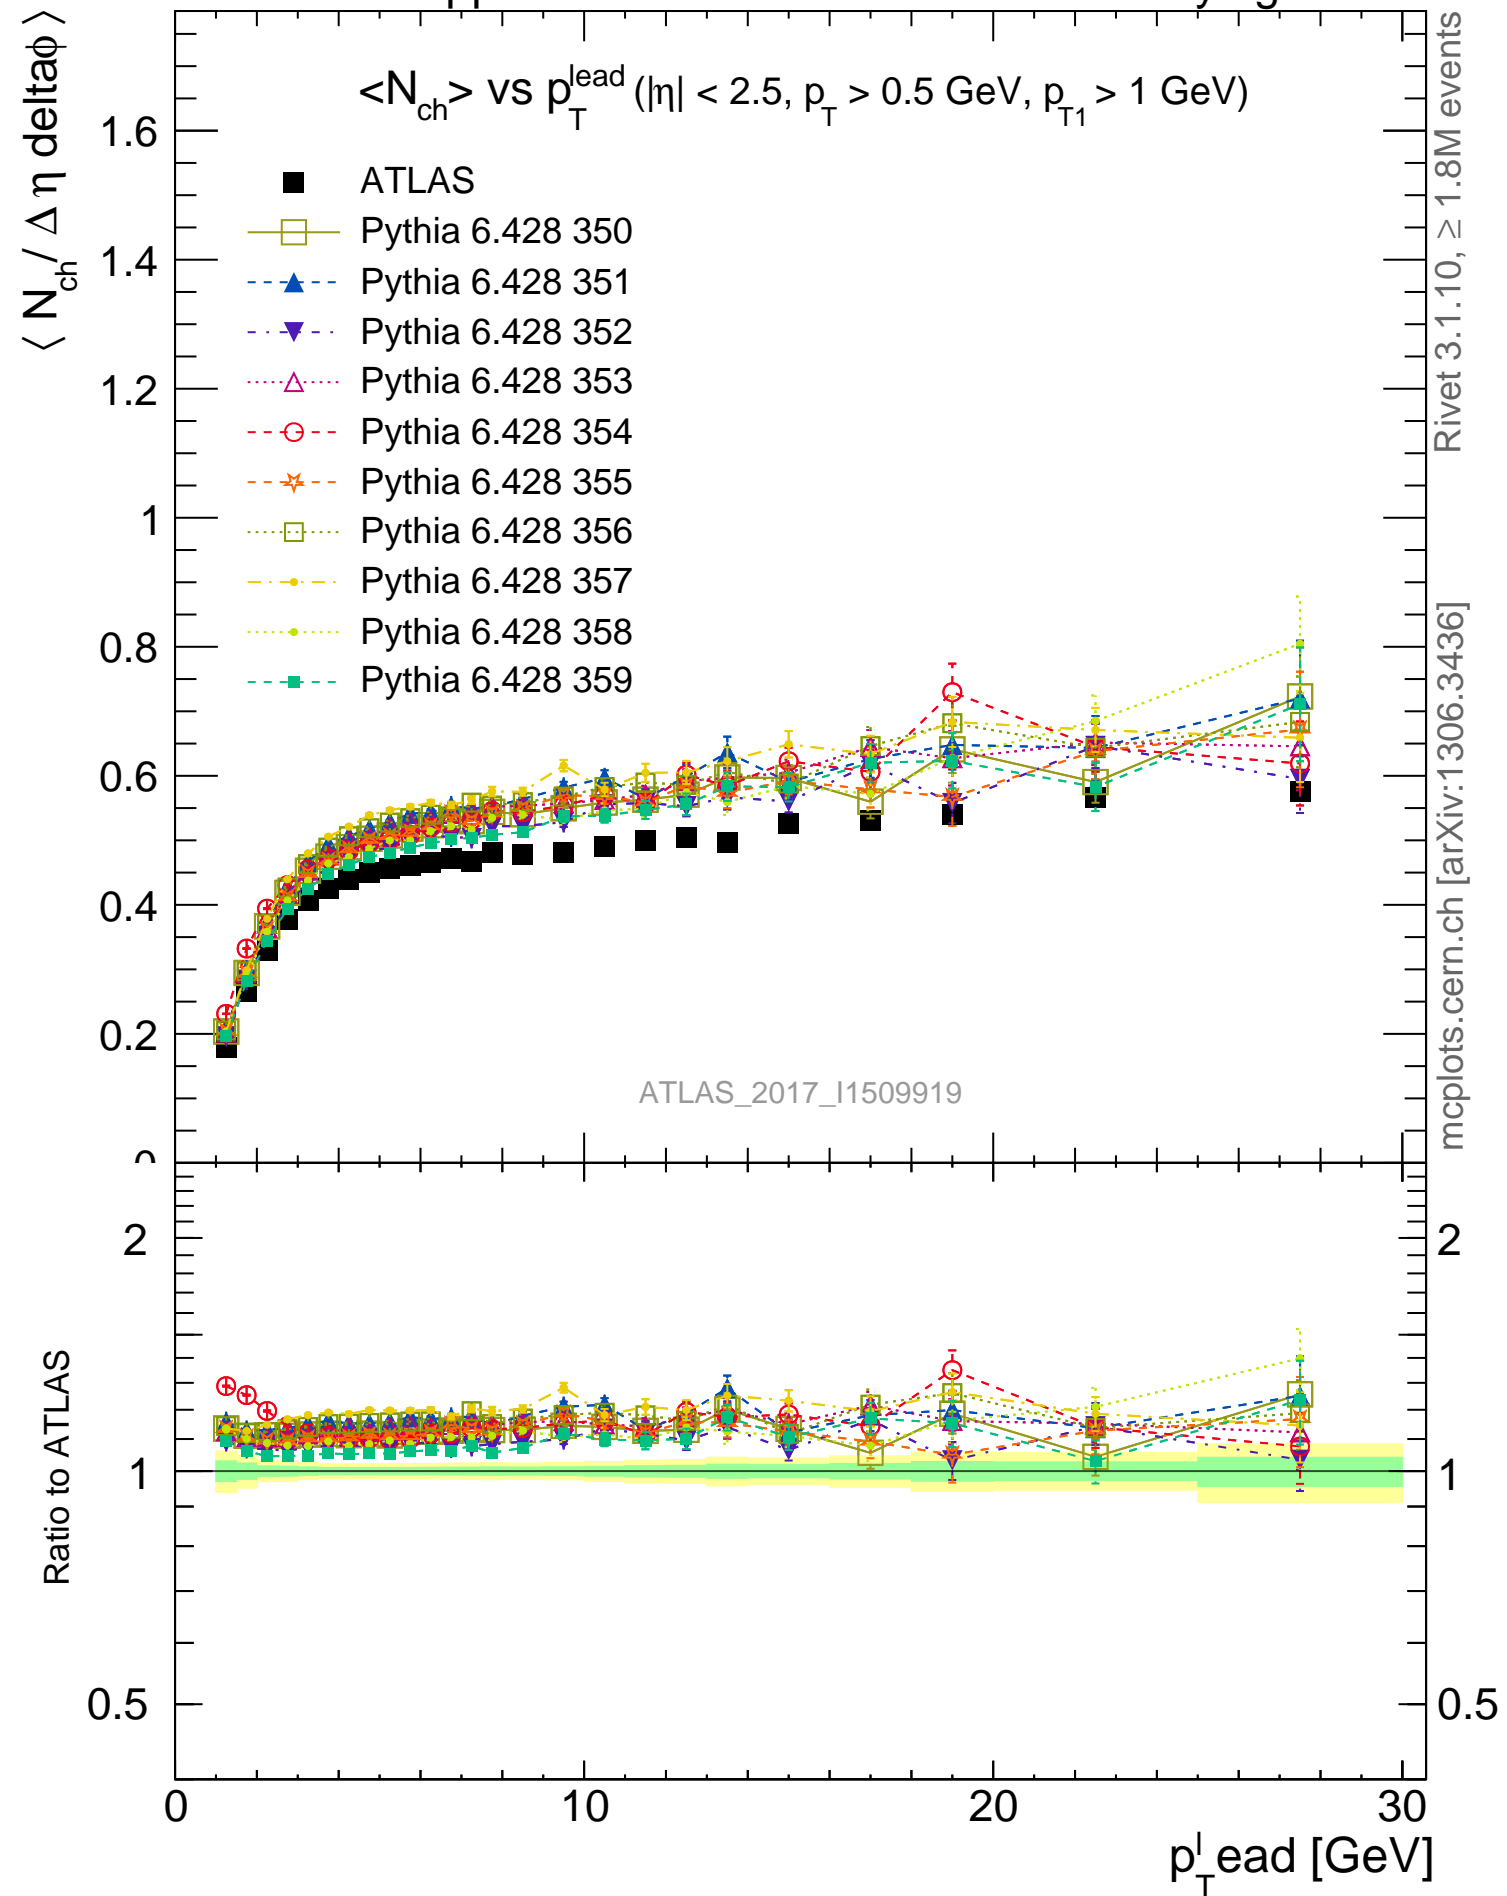 <N_ch> vs p_T^lead (|η| < 2.5, p_T > 0.5 GeV, p_T1 > 1 GeV)
⟨ N_ch / Δ η deltaϕ ⟩
ATLAS
Pythia 6.428 350
Pythia 6.428 351
Pythia 6.428 352
Pythia 6.428 353
Pythia 6.428 354
Pythia 6.428 355
Pythia 6.428 356
Pythia 6.428 357
Pythia 6.428 358
Pythia 6.428 359
1.6
1.4
1.2
1
0.8
0.6
0.4
0.2
0
ATLAS_2017_I1509919
Rivet 3.1.10, ≥ 1.8M events
mcplots.cern.ch [arXiv:1306.3436]
Ratio to ATLAS
2
1
0.5
2
1
0.5
0 10 20 30
p_T^lead [GeV]